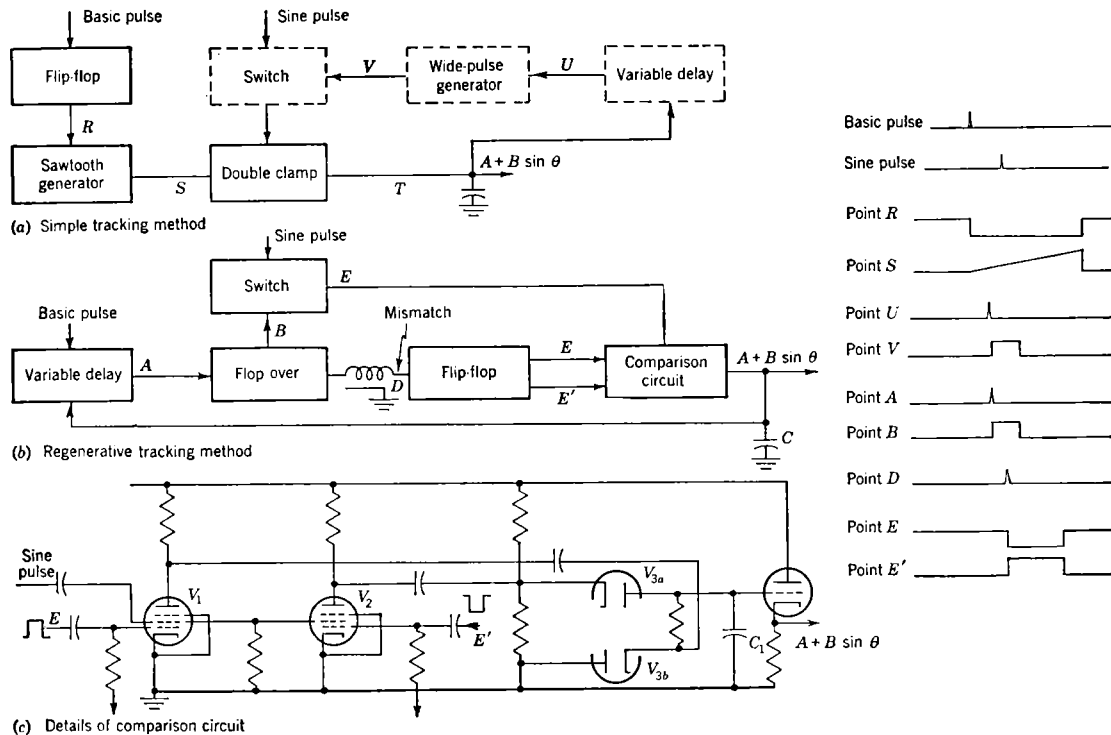 Basic pulse
Sine pulse
Flip-flop
Switch
V
Wide-pulse generator
U
Variable delay
R
Sawtooth generator
S
Double clamp
T
A + B sin θ
(a) Simple tracking method
Sine pulse
Switch
E
Basic pulse
B
Mismatch
Variable delay
A
Flop over
D
Flip-flop
E
E′
Comparison circuit
A + B sin θ
C
(b) Regenerative tracking method
Sine pulse
E
V1
V2
E′
V3a
V3b
C1
A + B sin θ
(c) Details of comparison circuit
Basic pulse
Sine pulse
Point R
Point S
Point U
Point V
Point A
Point B
Point D
Point E
Point E′